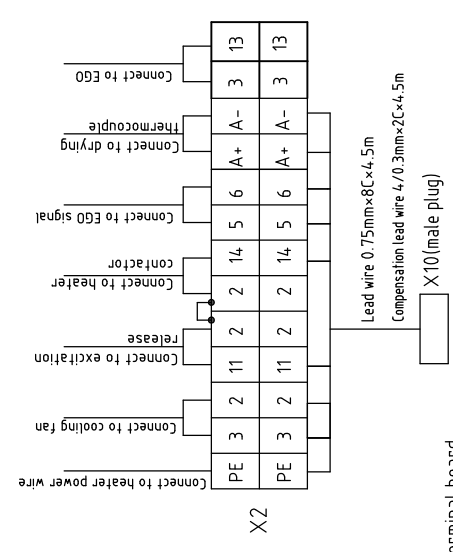 Connect to EGO
Connect to drying
thermocouple
Connect to EGO signal
Connect to heater
contactor
Connect to excitation
release
Connect to cooling fan
Connect to heater power wire
13 13
3 3
A- A-
A+ A+
6 6
5 5
14 14
2 2
2 2
11 11
2 2
3 3
PE PE
X2
Lead wire 0.75mm×8C×4.5m
Compensation lead wire 4/0.3mm×2C×4.5m
X10(male plug)
board